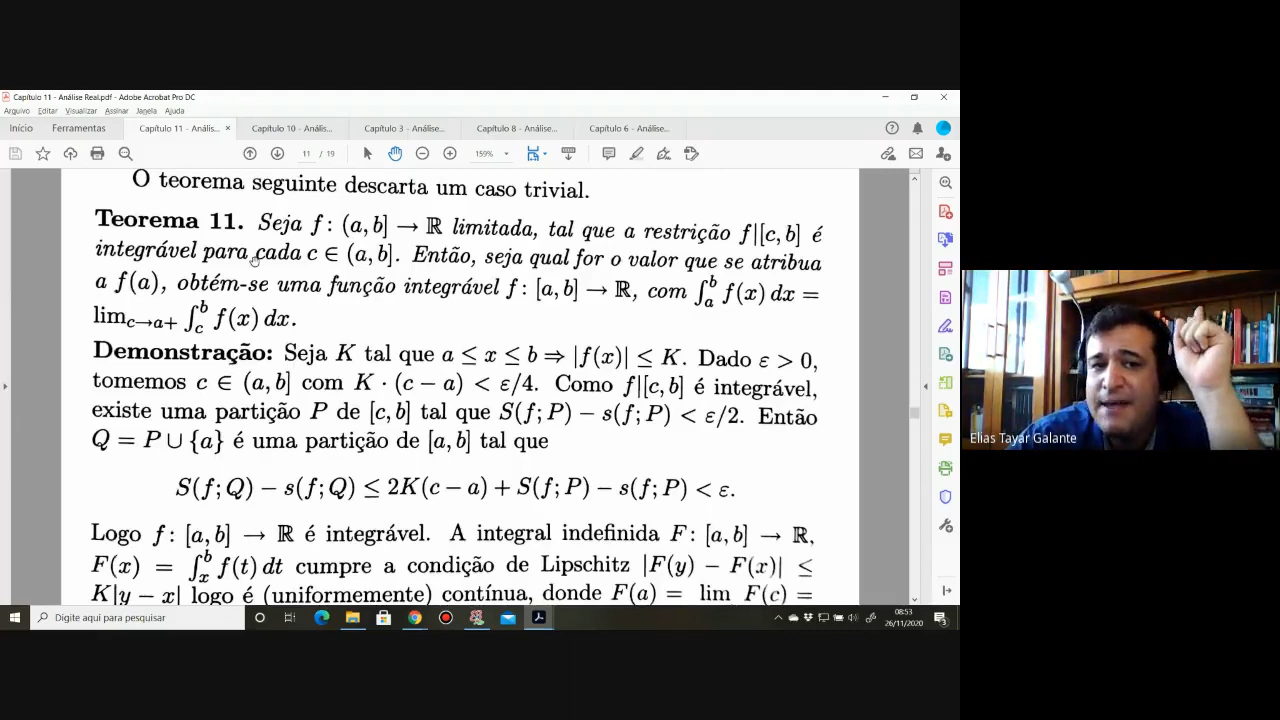 Capítulo 11 - Análise Real.pdf - Adobe Acrobat Pro DC
Arquivo Editar Visualizar Assinar Janela Ajuda
Início Ferramentas Capítulo 11 - Anális... × Capítulo 10 - Anális... Capítulo 3 - Análise... Capítulo 8 - Análise... Capítulo 6 - Análise...
11 / 19 159%
O teorema seguinte descarta um caso trivial.
Teorema 11. Seja f: (a, b] → ℝ limitada, tal que a restrição f|[c, b] é
integrável para cada c ∈ (a, b]. Então, seja qual for o valor que se atribua
a f(a), obtém-se uma função integrável f: [a, b] → ℝ, com ∫_a^b f(x) dx =
lim_{c→a+} ∫_c^b f(x) dx.
Demonstração: Seja K tal que a ≤ x ≤ b ⇒ |f(x)| ≤ K. Dado ε > 0,
tomemos c ∈ (a, b] com K · (c − a) < ε/4. Como f|[c, b] é integrável,
existe uma partição P de [c, b] tal que S(f; P) − s(f; P) < ε/2. Então
Q = P ∪ {a} é uma partição de [a, b] tal que
S(f; Q) − s(f; Q) ≤ 2K(c − a) + S(f; P) − s(f; P) < ε.
Logo f: [a, b] → ℝ é integrável. A integral indefinida F: [a, b] → ℝ,
F(x) = ∫_x^b f(t) dt cumpre a condição de Lipschitz |F(y) − F(x)| ≤
K|y − x| logo é (uniformemente) contínua, donde F(a) = lim F(c) =
Elias Tayar Galante
Digite aqui para pesquisar
08:53
26/11/2020
3